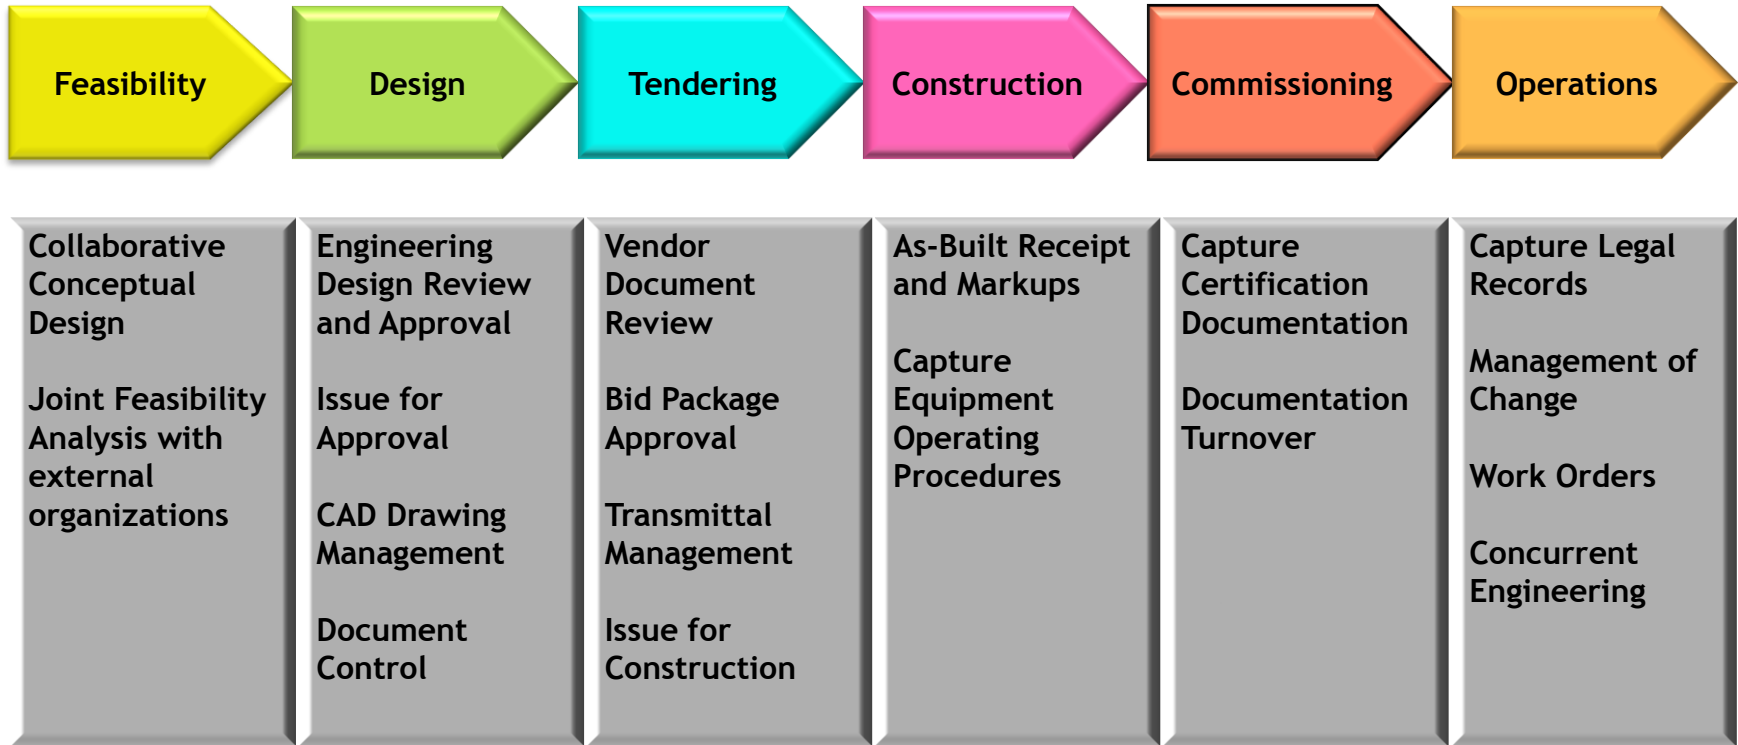 Feasibility
Design
Tendering
Construction
Commissioning
Operations
Collaborative
Conceptual
Design
Joint Feasibility
Analysis with
external
organizations
Engineering
Design Review
and Approval
Issue for
Approval
CAD Drawing
Management
Document
Control
Vendor
Document
Review
Bid Package
Approval
Transmittal
Management
Issue for
Construction
As-Built Receipt
and Markups
Capture
Equipment
Operating
Procedures
Capture
Certification
Documentation
Documentation
Turnover
Capture Legal
Records
Management of
Change
Work Orders
Concurrent
Engineering